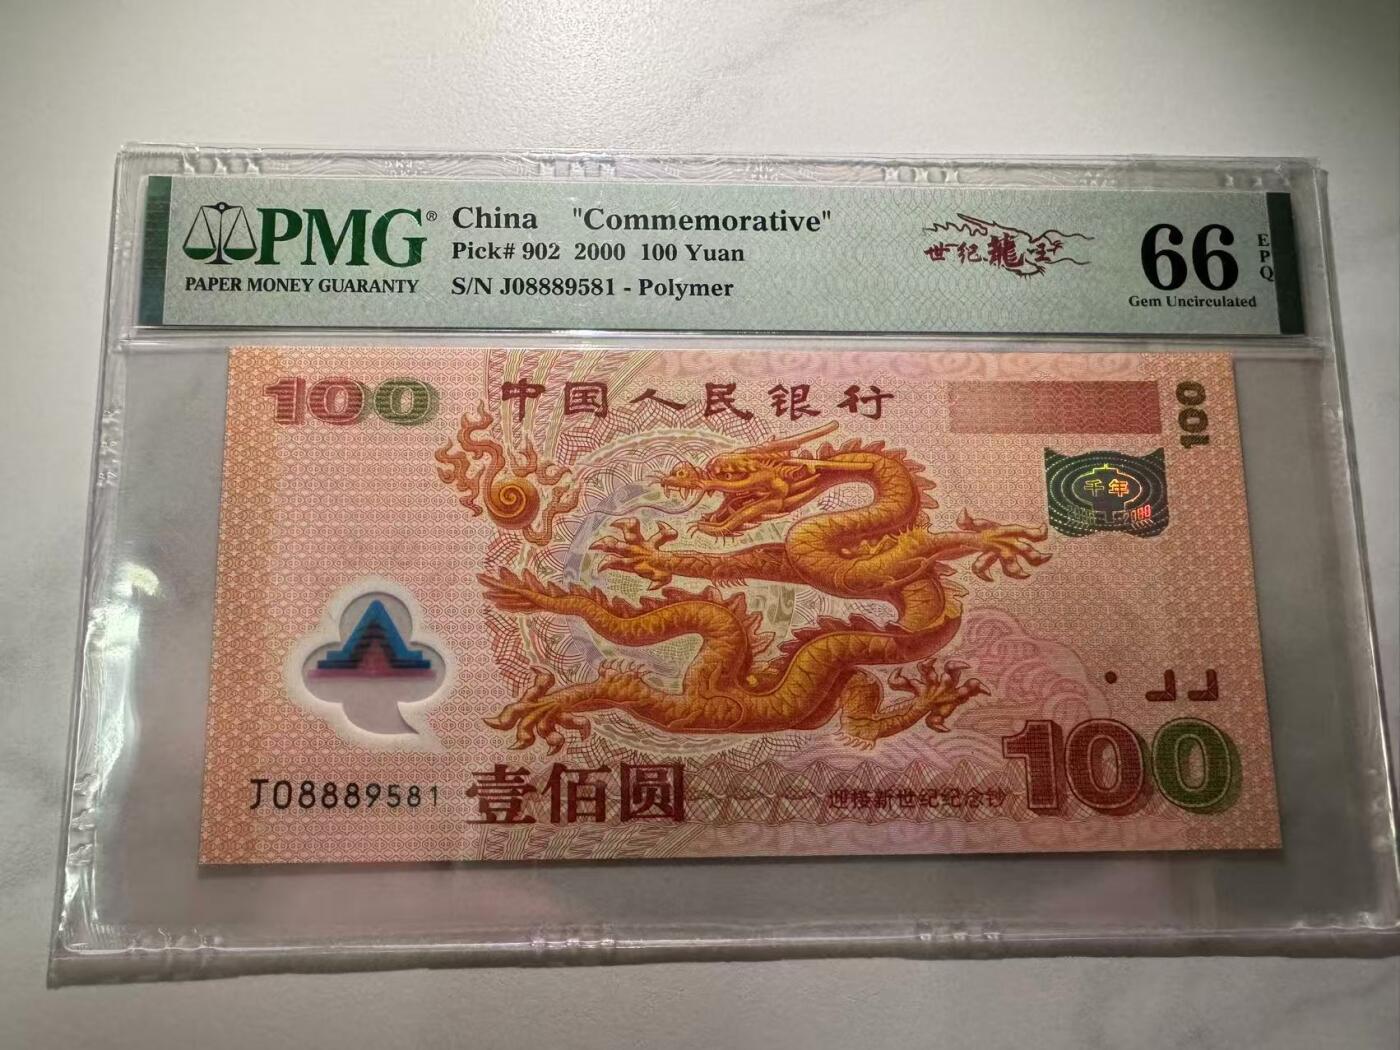 PMG®
PAPER MONEY GUARANTY
China "Commemorative"
Pick# 902 2000 100 Yuan
S/N J08889581 - Polymer
世纪龍
66
EPQ
Gem Uncirculated
100
中国人民银行
100
千年
2000
J08889581
壹佰圆
迎接新世纪纪念钞
100